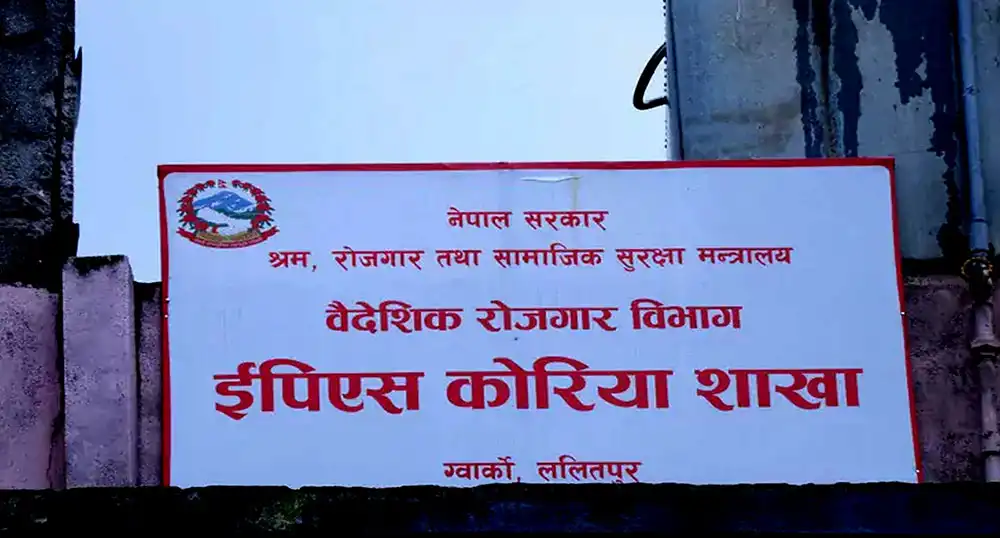 नेपाल सरकार
श्रम, रोजगार तथा सामाजिक सुरक्षा मन्त्रालय
वैदेशिक रोजगार विभाग
ईपिएस कोरिया शाखा
ग्वार्को, ललितपुर